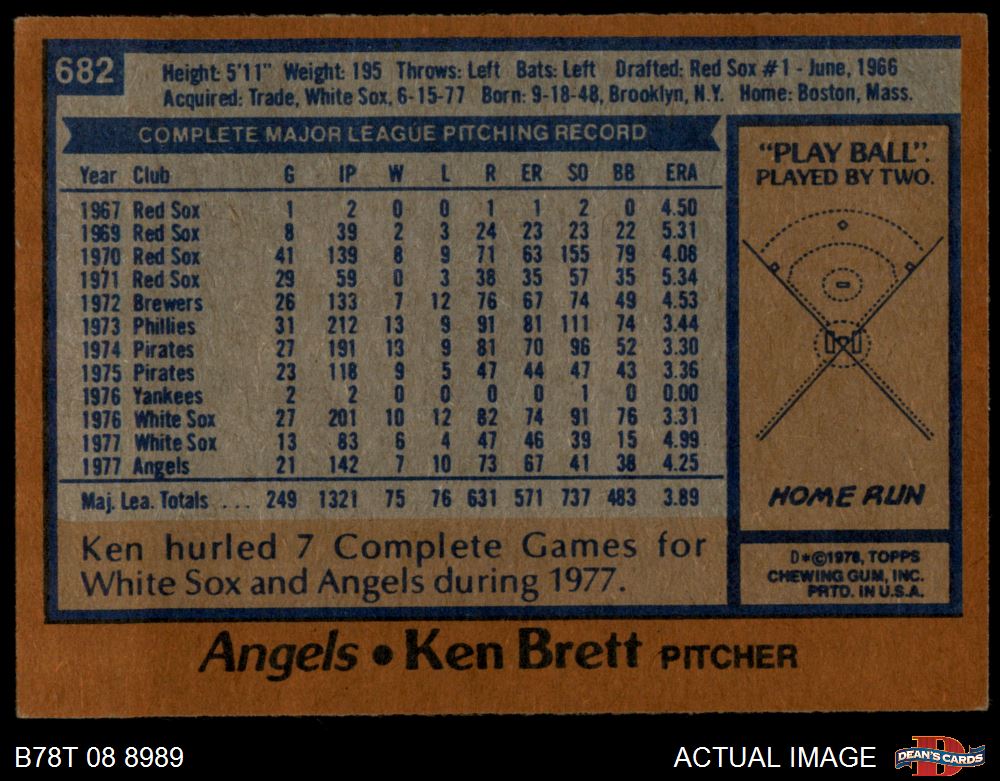 682
Height: 5'11" Weight: 195 Throws: Left Bats: Left Drafted: Red Sox #1 - June, 1966
Acquired: Trade, White Sox, 6-15-77 Born: 9-18-48, Brooklyn, N.Y. Home: Boston, Mass.
COMPLETE MAJOR LEAGUE PITCHING RECORD
Year Club G IP W L R ER SO BB ERA
1967 Red Sox 1 2 0 0 1 1 2 0 4.50
1969 Red Sox 8 39 2 3 24 23 23 22 5.31
1970 Red Sox 41 139 8 9 71 63 155 79 4.08
1971 Red Sox 29 59 0 3 38 35 57 35 5.34
1972 Brewers 26 133 7 12 76 67 74 49 4.53
1973 Phillies 31 212 13 9 91 81 111 74 3.44
1974 Pirates 27 191 13 9 81 70 96 52 3.30
1975 Pirates 23 118 9 5 47 44 47 43 3.36
1976 Yankees 2 2 0 0 0 0 1 0 0.00
1976 White Sox 27 201 10 12 82 74 91 76 3.31
1977 White Sox 13 83 6 4 47 46 39 15 4.99
1977 Angels 21 142 7 10 73 67 41 38 4.25
Maj. Lea. Totals .... 249 1321 75 76 631 571 737 483 3.89
Ken hurled 7 Complete Games for
White Sox and Angels during 1977.
"PLAY BALL".
PLAYED BY TWO.
HOME RUN
D*©1978, TOPPS
CHEWING GUM, INC.
PRTD. IN U.S.A.
Angels • Ken Brett PITCHER
B78T 08 8989
ACTUAL IMAGE
D
DEAN'S CARDS